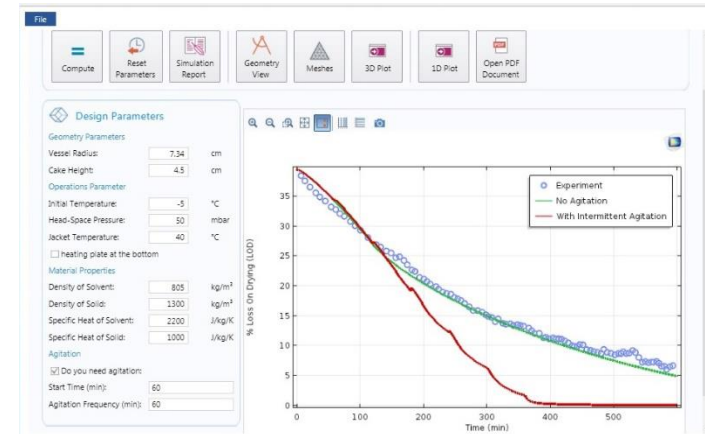 File
Compute
Reset Parameters
Simulation Report
Geometry View
Meshes
3D Plot
1D Plot
Open PDF Document
Design Parameters
Geometry Parameters
Vessel Radius: 7.34 cm
Cake Height: 4.5 cm
Operations Parameter
Initial Temperature: -5 °C
Head-Space Pressure: 50 mbar
Jacket Temperature: 40 °C
heating plate at the bottom
Material Properties
Density of Solvent: 805 kg/m³
Density of Solid: 1300 kg/m³
Specific Heat of Solvent: 2200 J/kg/K
Specific Heat of Solid: 1000 J/kg/K
Agitation
Do you need agitation:
Start Time (min): 60
Agitation Frequency (min): 60
Experiment
No Agitation
With Intermittent Agitation
% Loss On Drying (LOD)
35
30
25
20
15
10
5
0
0 100 200 300 400 500
Time (min)